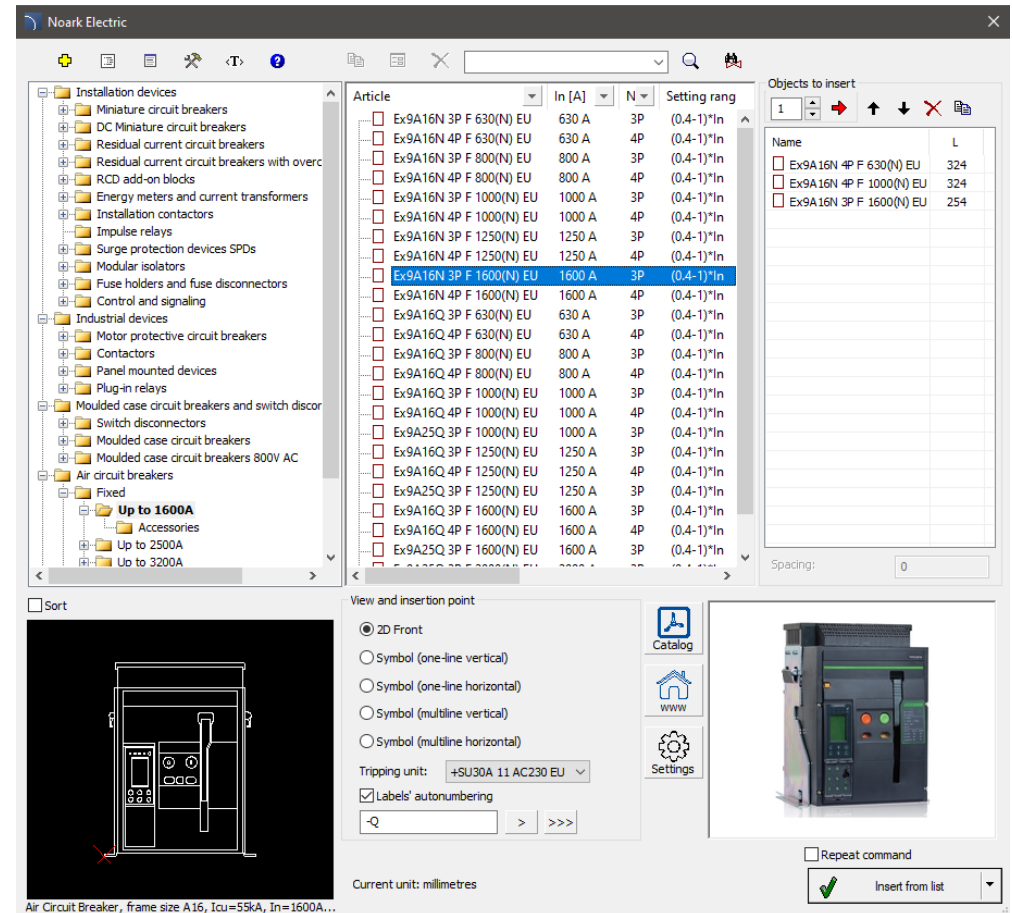 Noark Electric
<T>
Installation devices
Miniature circuit breakers
DC Miniature circuit breakers
Residual current circuit breakers
Residual current circuit breakers with overc
RCD add-on blocks
Energy meters and current transformers
Installation contactors
Impulse relays
Surge protection devices SPDs
Modular isolators
Fuse holders and fuse disconnectors
Control and signaling
Industrial devices
Motor protective circuit breakers
Contactors
Panel mounted devices
Plug-in relays
Moulded case circuit breakers and switch discor
Switch disconnectors
Moulded case circuit breakers
Moulded case circuit breakers 800V AC
Air circuit breakers
Fixed
Up to 1600A
Accessories
Up to 2500A
Up to 3200A
Article In [A] N Setting rang
Ex9A16N 3P F 630(N) EU 630 A 3P (0.4-1)*In
Ex9A16N 4P F 630(N) EU 630 A 4P (0.4-1)*In
Ex9A16N 3P F 800(N) EU 800 A 3P (0.4-1)*In
Ex9A16N 4P F 800(N) EU 800 A 4P (0.4-1)*In
Ex9A16N 3P F 1000(N) EU 1000 A 3P (0.4-1)*In
Ex9A16N 4P F 1000(N) EU 1000 A 4P (0.4-1)*In
Ex9A16N 3P F 1250(N) EU 1250 A 3P (0.4-1)*In
Ex9A16N 4P F 1250(N) EU 1250 A 4P (0.4-1)*In
Ex9A16N 3P F 1600(N) EU 1600 A 3P (0.4-1)*In
Ex9A16N 4P F 1600(N) EU 1600 A 4P (0.4-1)*In
Ex9A16Q 3P F 630(N) EU 630 A 3P (0.4-1)*In
Ex9A16Q 4P F 630(N) EU 630 A 4P (0.4-1)*In
Ex9A16Q 3P F 800(N) EU 800 A 3P (0.4-1)*In
Ex9A16Q 4P F 800(N) EU 800 A 4P (0.4-1)*In
Ex9A16Q 3P F 1000(N) EU 1000 A 3P (0.4-1)*In
Ex9A16Q 4P F 1000(N) EU 1000 A 4P (0.4-1)*In
Ex9A25Q 3P F 1000(N) EU 1000 A 3P (0.4-1)*In
Ex9A16Q 3P F 1250(N) EU 1250 A 3P (0.4-1)*In
Ex9A16Q 4P F 1250(N) EU 1250 A 4P (0.4-1)*In
Ex9A25Q 3P F 1250(N) EU 1250 A 3P (0.4-1)*In
Ex9A16Q 3P F 1600(N) EU 1600 A 3P (0.4-1)*In
Ex9A16Q 4P F 1600(N) EU 1600 A 4P (0.4-1)*In
Ex9A25Q 3P F 1600(N) EU 1600 A 3P (0.4-1)*In
Objects to insert
1
Name L
Ex9A16N 4P F 630(N) EU 324
Ex9A16N 4P F 1000(N) EU 324
Ex9A16N 3P F 1600(N) EU 254
Spacing: 0
Sort
Air Circuit Breaker, frame size A16, Icu=55kA, In=1600A...
View and insertion point
2D Front
Symbol (one-line vertical)
Symbol (one-line horizontal)
Symbol (multiline vertical)
Symbol (multiline horizontal)
Tripping unit: +SU30A 11 AC230 EU
Labels' autonumbering
-Q > >>>
Current unit: millimetres
Catalog
www
Settings
Repeat command
Insert from list